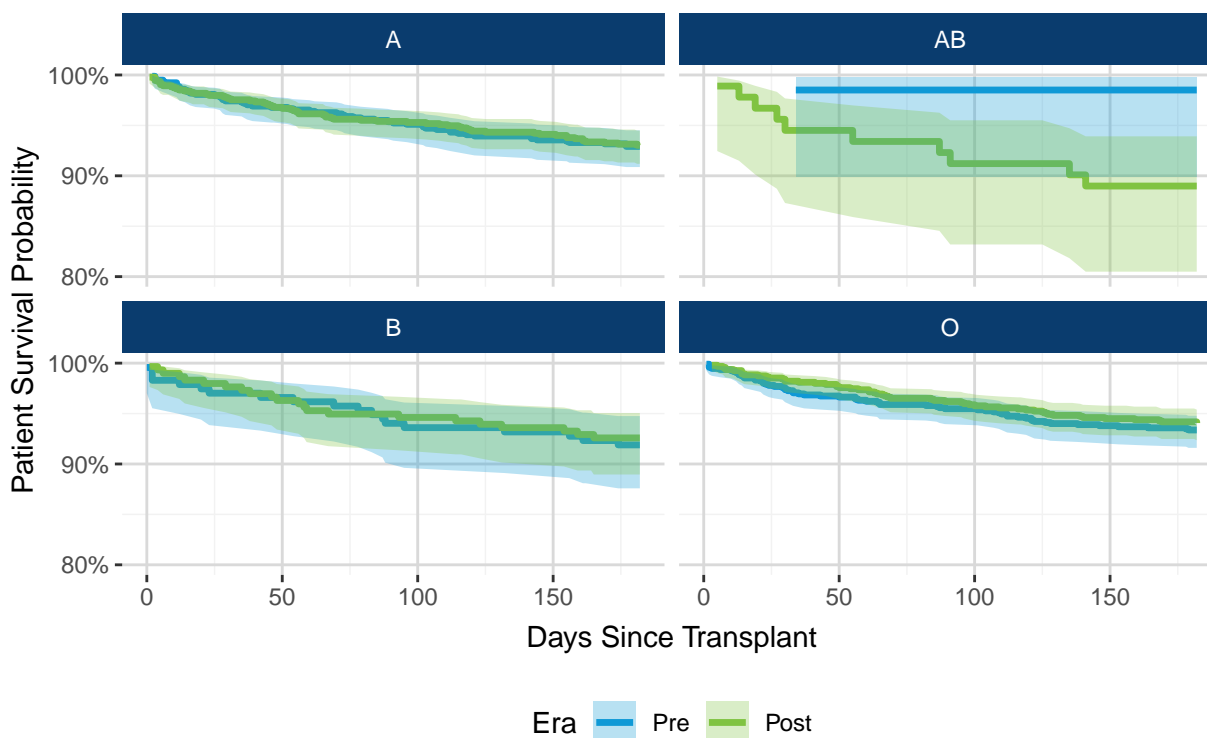 A
AB
100%
90%
80%
B
O
100%
90%
80%
0
50
100
150
0
50
100
150
Patient Survival Probability
Days Since Transplant
Era
Pre
Post